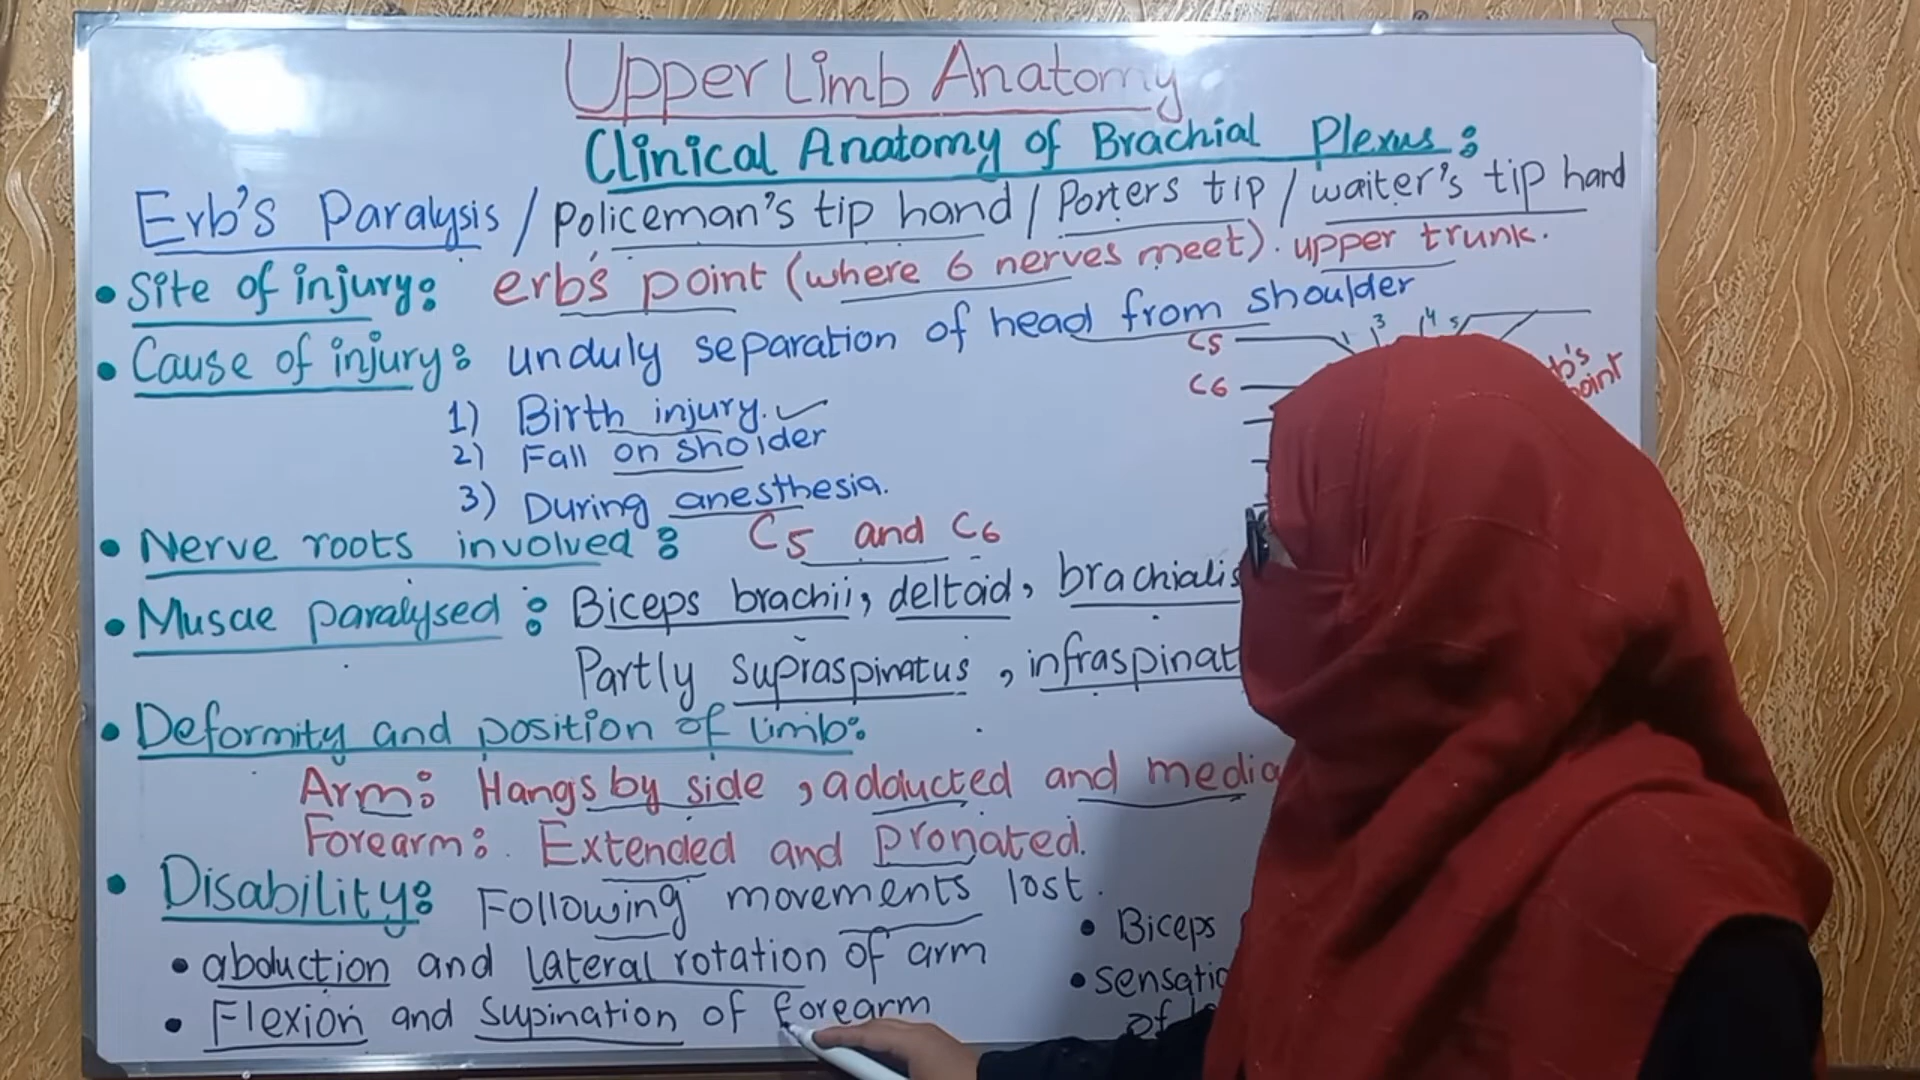 Upper Limb Anatomy
Clinical Anatomy of Brachial Plexus:
Erb's Paralysis / Policeman's tip hand / Porters tip / waiter's tip hand
• Site of injury: erb's point (where 6 nerves meet). upper trunk.
• Cause of injury: unduly separation of head from shoulder
1) Birth injury. ✓
2) Fall on sholder
3) During anesthesia.
C5
3
4
5
C6
• Nerve roots involved: C5 and C6
• Muscle paralysed: Biceps brachii, deltoid, brachialis
Partly supraspinatus, infraspinat
• Deformity and position of limb:
Arm: Hangs by side, adducted and media
Forearm: Extended and pronated.
• Disability: Following movements lost.
• abduction and lateral rotation of arm
• Flexion and supination of forearm
• Biceps
• sensatio
of